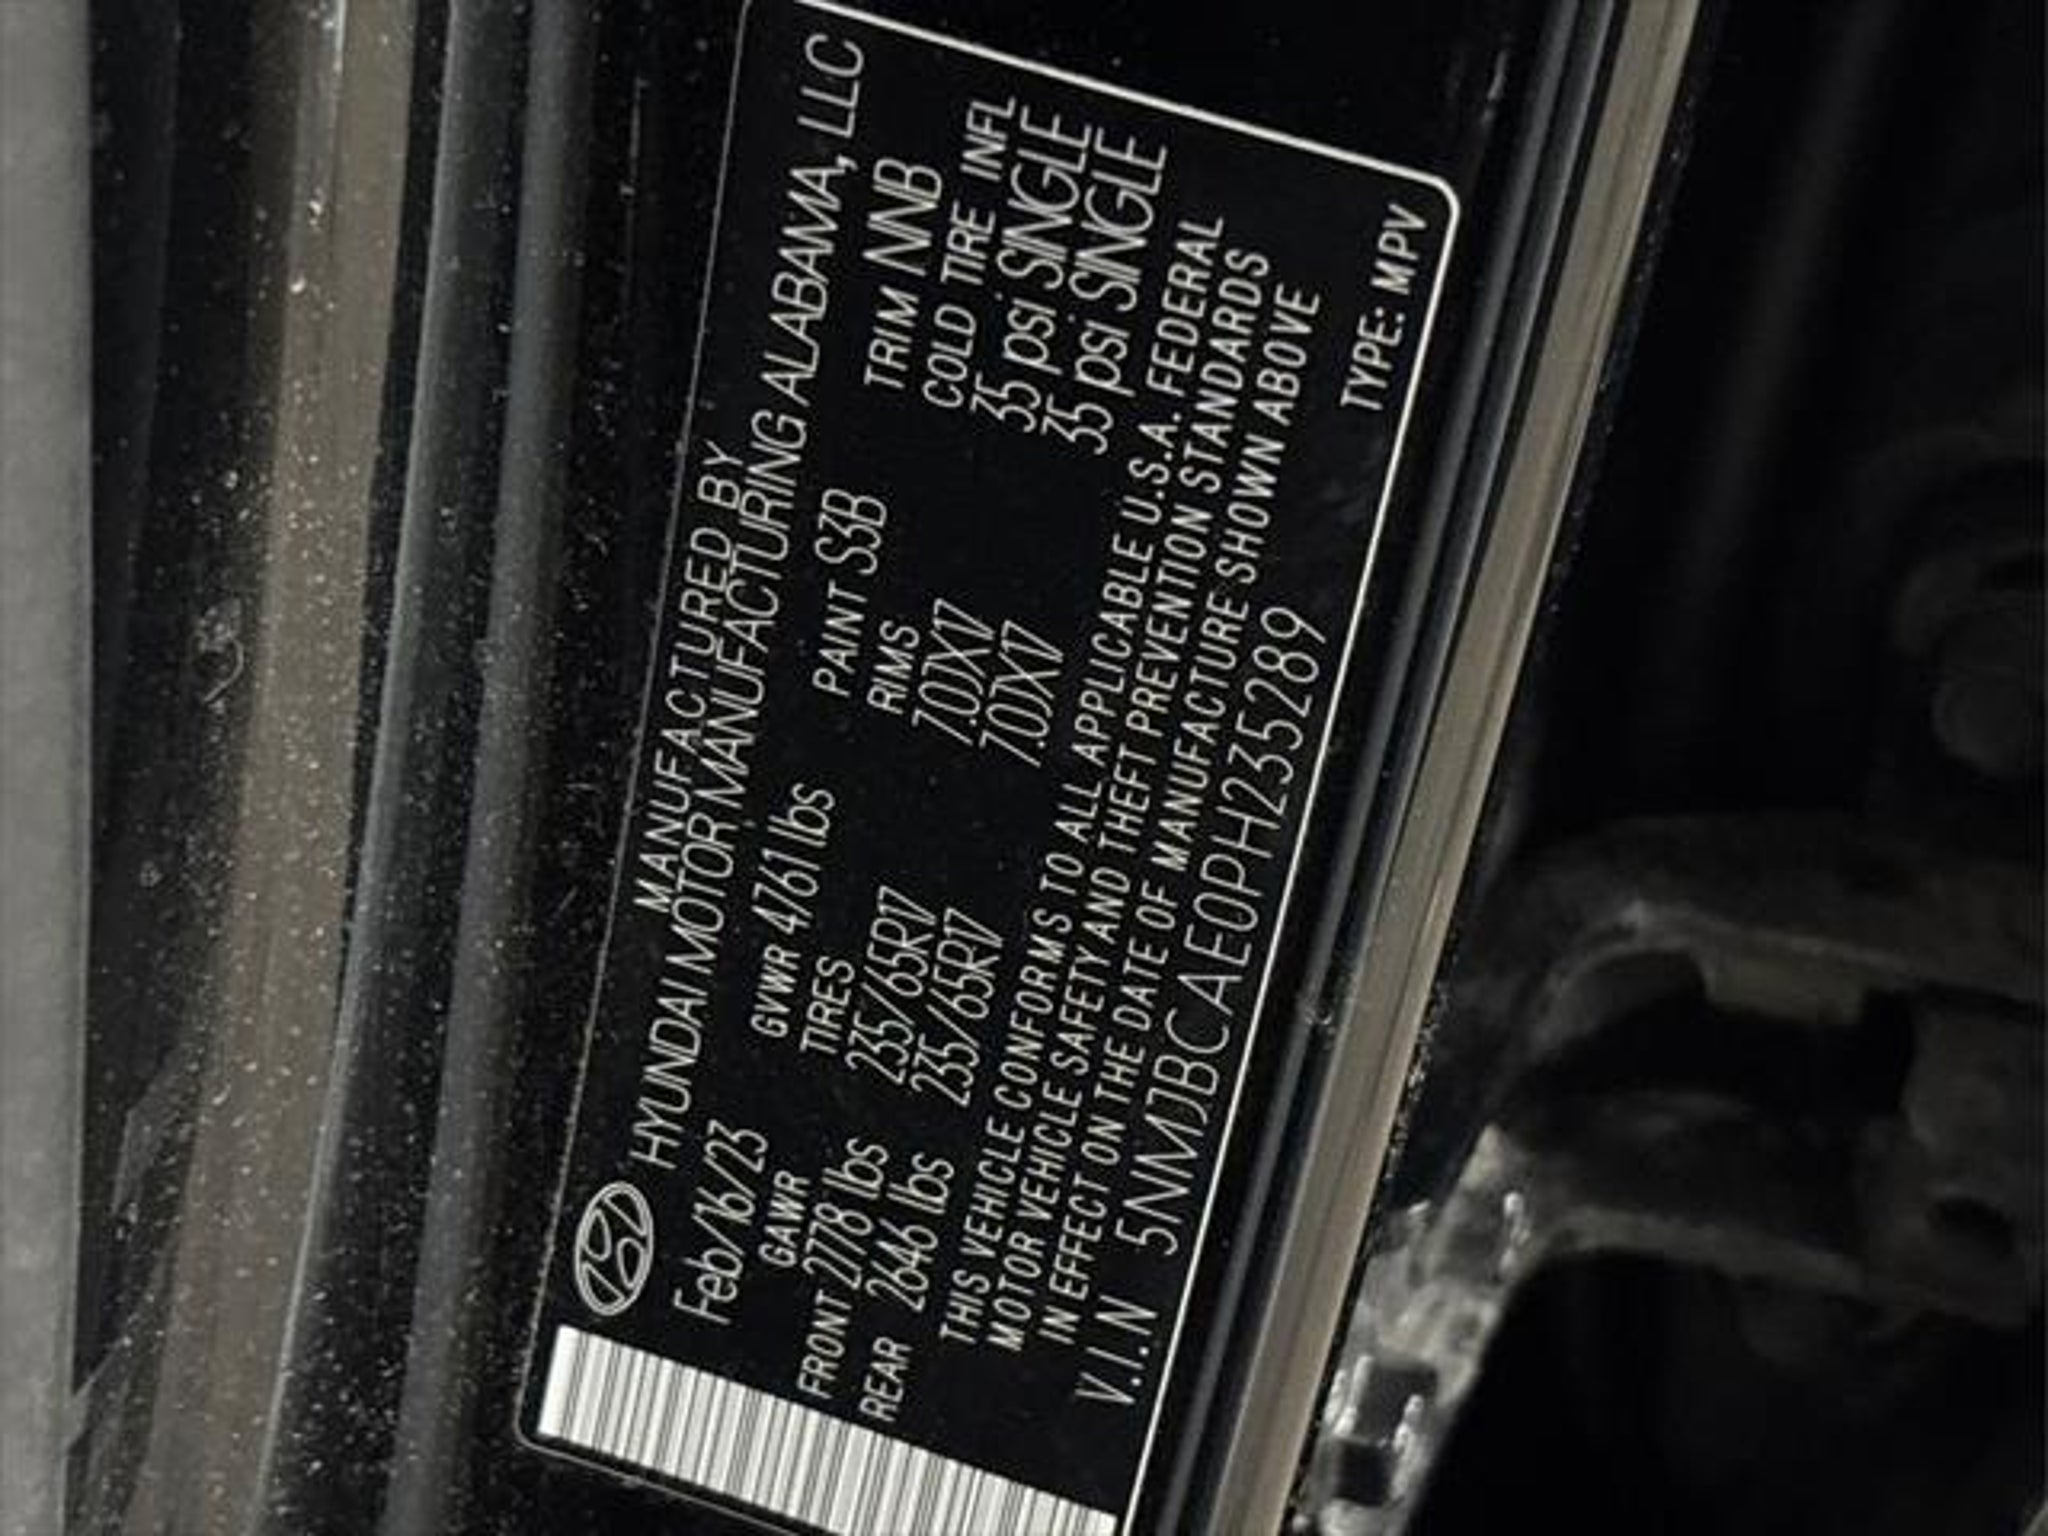 MANUFACTURED BY
HYUNDAI MOTOR MANUFACTURING ALABAMA, LLC
Feb/16/23 GVWR 4761 lbs PAINT S3B TRIM NNB
GAWR TIRES RIMS COLD TIRE INFL
FRONT 2778 lbs 235/65R17 7.0JX17 35 psi SINGLE
REAR 2646 lbs 235/65R17 7.0JX17 35 psi SINGLE
THIS VEHICLE CONFORMS TO ALL APPLICABLE U.S.A. FEDERAL
MOTOR VEHICLE SAFETY AND THEFT PREVENTION STANDARDS
IN EFFECT ON THE DATE OF MANUFACTURE SHOWN ABOVE
V.I.N 5NMJBCAE0PH235289
TYPE: MPV